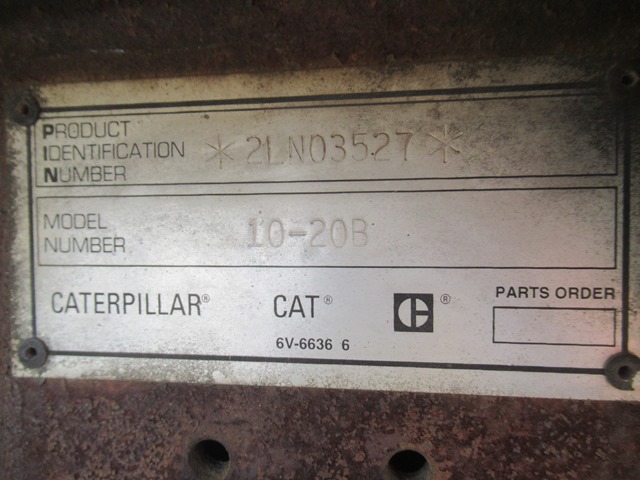 PRODUCT
IDENTIFICATION *2LN03527*
NUMBER
MODEL
NUMBER 10-20B
CATERPILLAR® CAT® C® PARTS ORDER
6V-6636 6